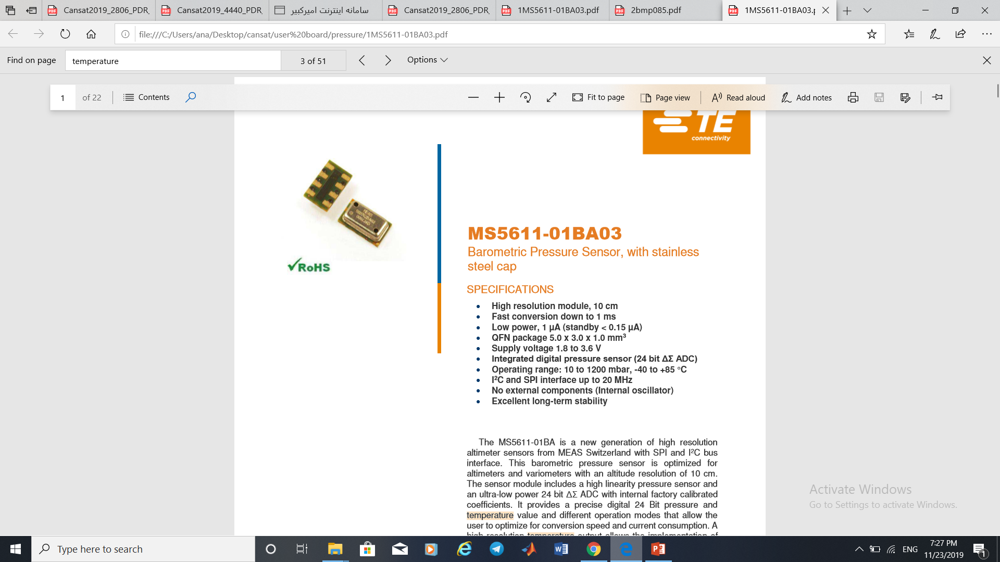 Cansat2019_2806_PDR_
Cansat2019_4440_PDR_
سامانه اینترنت امیرکبیر
Cansat2019_2806_PDR_
1MS5611-01BA03.pdf
2bmp085.pdf
1MS5611-01BA03.p
file:///C:/Users/ana/Desktop/cansat/user%20board/pressure/1MS5611-01BA03.pdf
Find on page
temperature
3 of 51
Options
1
of 22
Contents
Fit to page
Page view
Read aloud
Add notes
TE
connectivity
RoHS
MS5611-01BA03
Barometric Pressure Sensor, with stainless
steel cap
SPECIFICATIONS
• High resolution module, 10 cm
• Fast conversion down to 1 ms
• Low power, 1 µA (standby < 0.15 µA)
• QFN package 5.0 x 3.0 x 1.0 mm³
• Supply voltage 1.8 to 3.6 V
• Integrated digital pressure sensor (24 bit ΔΣ ADC)
• Operating range: 10 to 1200 mbar, -40 to +85 °C
• I²C and SPI interface up to 20 MHz
• No external components (Internal oscillator)
• Excellent long-term stability
The MS5611-01BA is a new generation of high resolution
altimeter sensors from MEAS Switzerland with SPI and I²C bus
interface. This barometric pressure sensor is optimized for
altimeters and variometers with an altitude resolution of 10 cm.
The sensor module includes a high linearity pressure sensor and
an ultra-low power 24 bit ΔΣ ADC with internal factory calibrated
coefficients. It provides a precise digital 24 Bit pressure and
temperature value and different operation modes that allow the
user to optimize for conversion speed and current consumption. A
high resolution temperature output allows the implementation of
Activate Windows
Go to Settings to activate Windows.
Type here to search
ENG
7:27 PM
11/23/2019
1